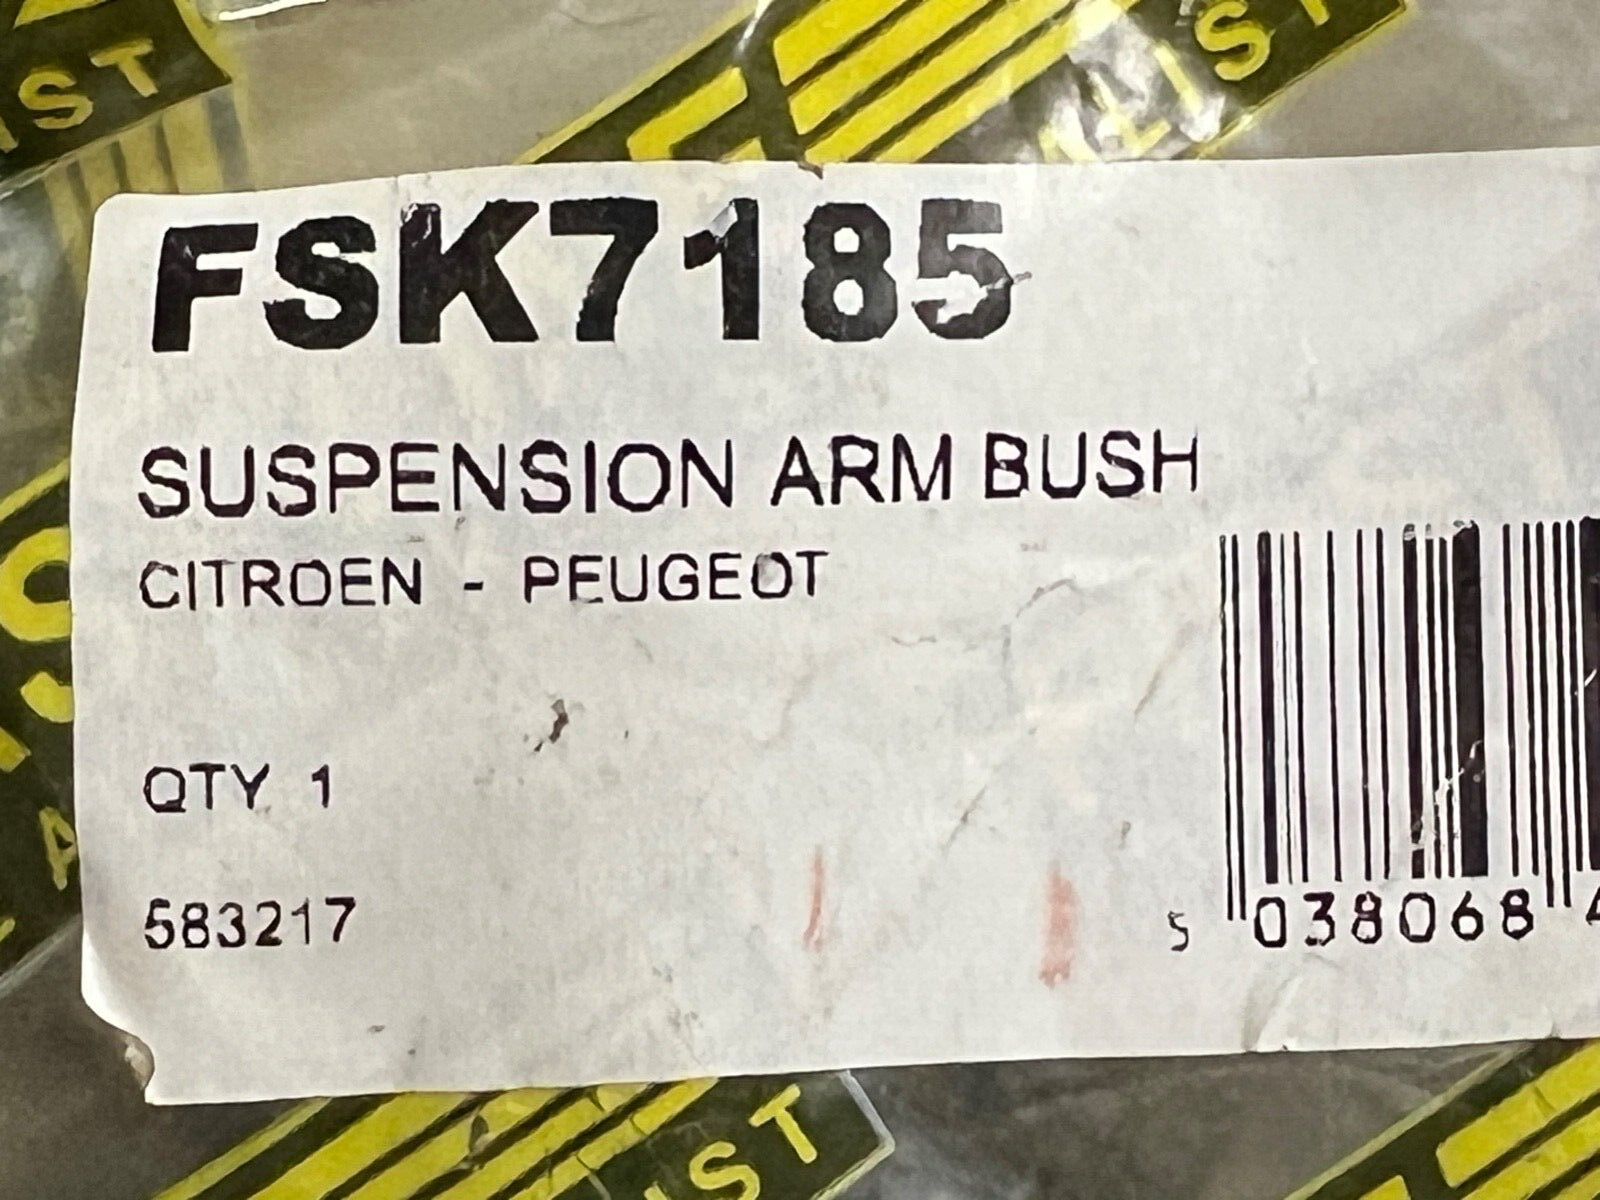 FSK7185
SUSPENSION ARM BUSH
CITROEN - PEUGEOT
QTY 1
583217
5 038068